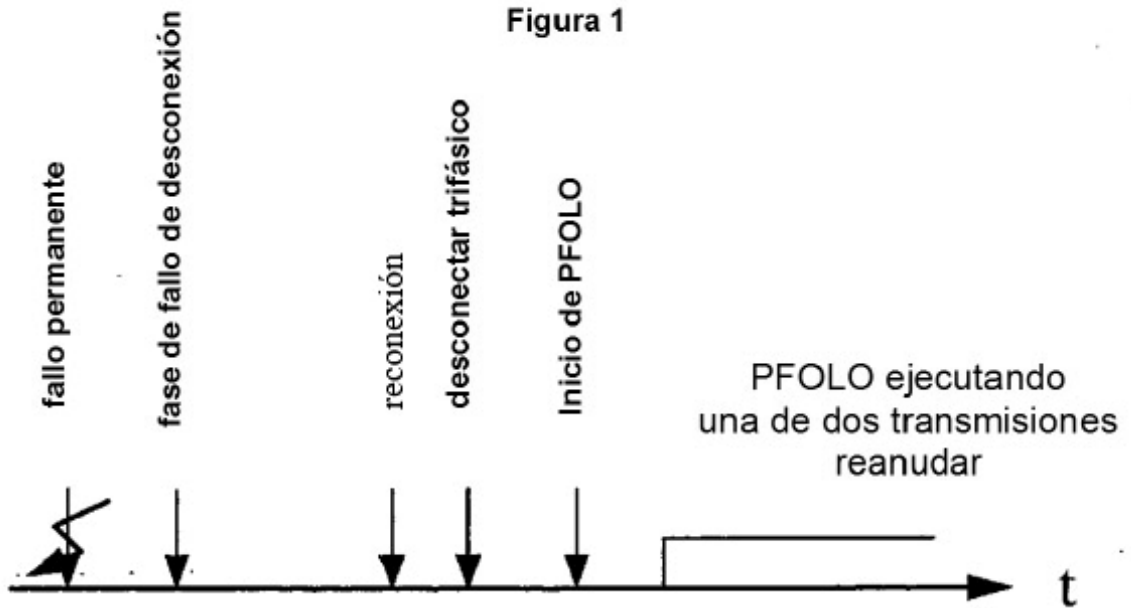 Figura 1
fallo permanente
fase de fallo de desconexión
reconexión
desconectar trifásico
Inicio de PFOLO
PFOLO ejecutando
una de dos transmisiones
reanudar
t